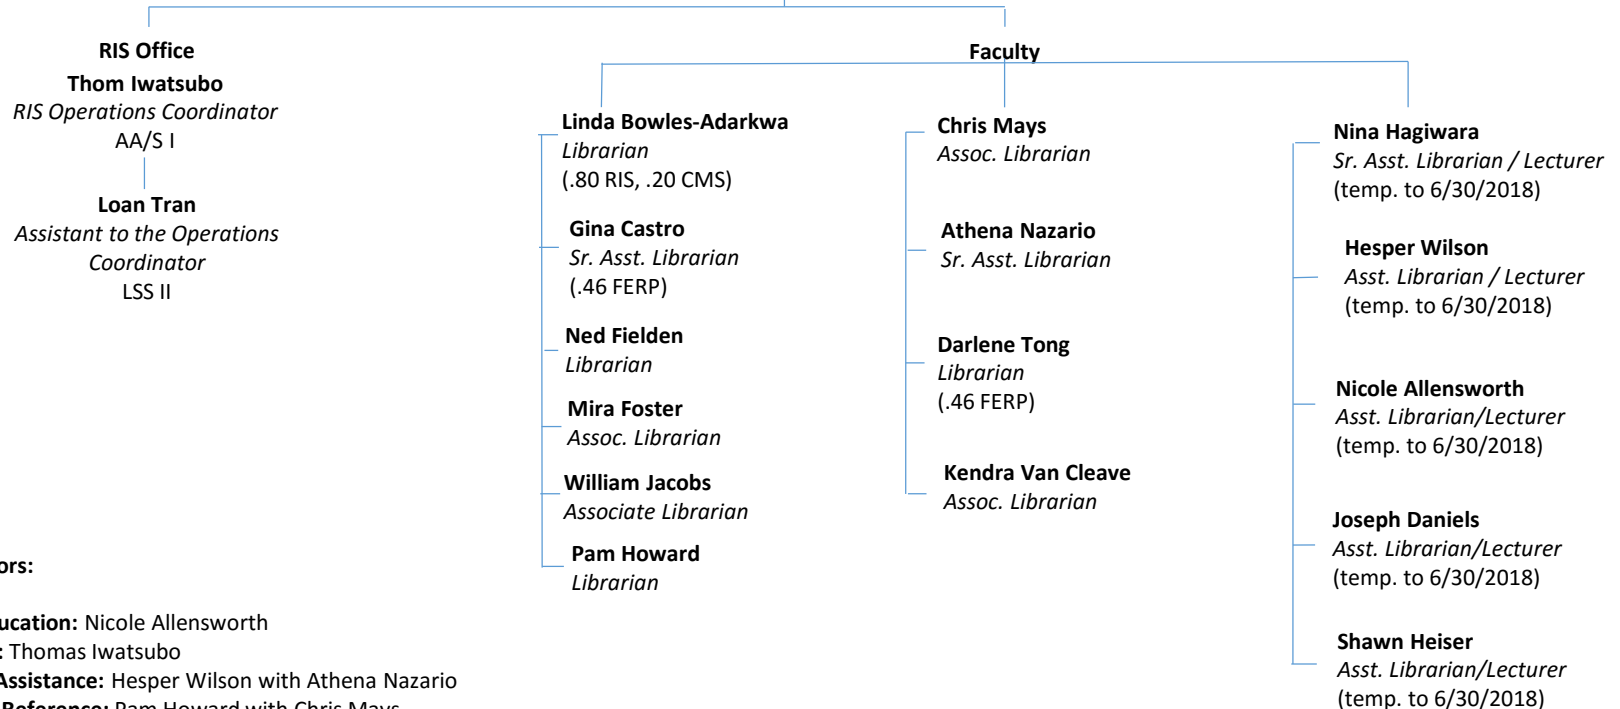 RIS Office
Thom Iwatsubo
RIS Operations Coordinator
AA/S I
Loan Tran
Assistant to the Operations
Coordinator
LSS II
Faculty
Linda Bowles-Adarkwa
Librarian
(.80 RIS, .20 CMS)
Gina Castro
Sr. Asst. Librarian
(.46 FERP)
Ned Fielden
Librarian
Mira Foster
Assoc. Librarian
William Jacobs
Associate Librarian
Pam Howard
Librarian
Chris Mays
Assoc. Librarian
Athena Nazario
Sr. Asst. Librarian
Darlene Tong
Librarian
(.46 FERP)
Kendra Van Cleave
Assoc. Librarian
Nina Hagiwara
Sr. Asst. Librarian / Lecturer
(temp. to 6/30/2018)
Hesper Wilson
Asst. Librarian / Lecturer
(temp. to 6/30/2018)
Nicole Allensworth
Asst. Librarian/Lecturer
(temp. to 6/30/2018)
Joseph Daniels
Asst. Librarian/Lecturer
(temp. to 6/30/2018)
Shawn Heiser
Asst. Librarian/Lecturer
(temp. to 6/30/2018)
ors:
ucation: Nicole Allensworth
: Thomas Iwatsubo
Assistance: Hesper Wilson with Athena Nazario
Reference: Pam Howard with Chris Mays